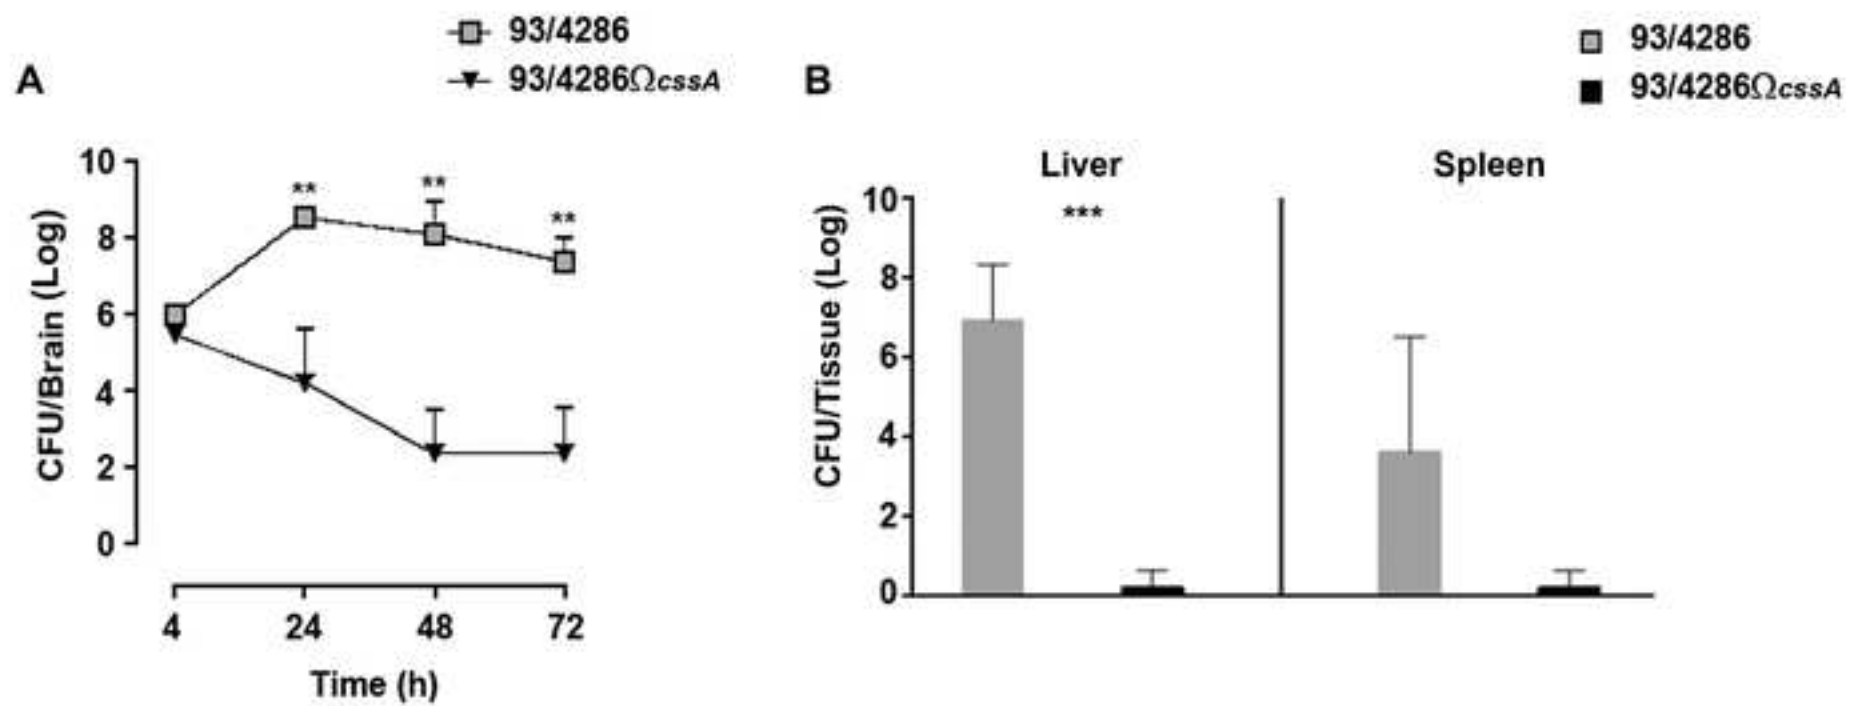 A
93/4286
93/4286ΩcssA
10
8
6
4
2
0
CFU/Brain (Log)
**
**
**
4 24 48 72
Time (h)
B
93/4286
93/4286ΩcssA
Liver
Spleen
10
8
6
4
2
0
CFU/Tissue (Log)
***